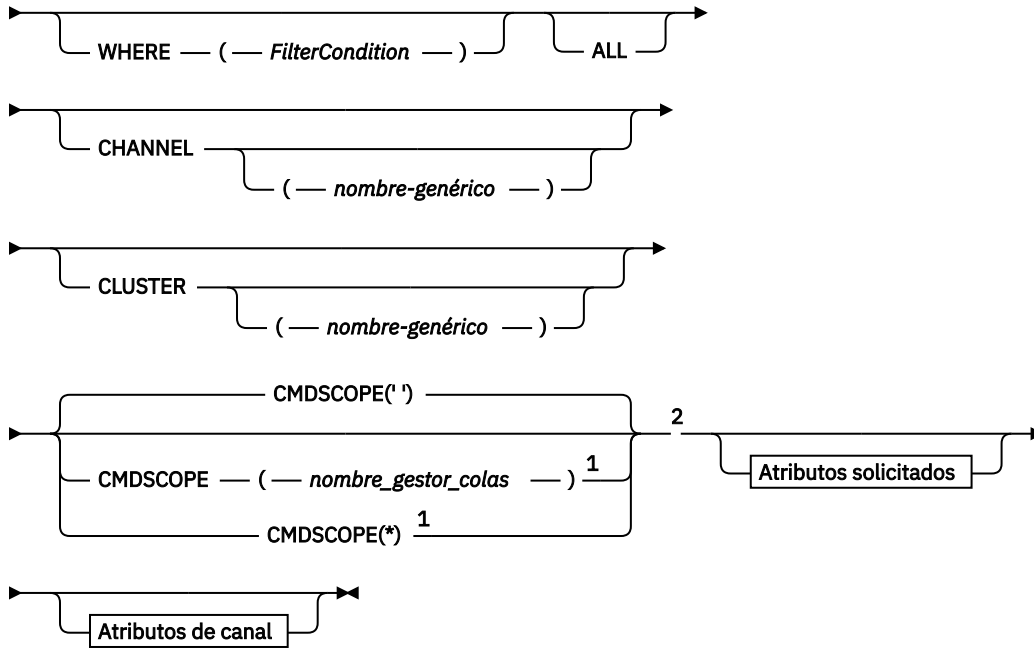 WHERE ( FilterCondition ) ALL
CHANNEL
( nombre-genérico )
CLUSTER
( nombre-genérico )
CMDSCOPE(' ')
2
CMDSCOPE ( nombre_gestor_colas ) 1
Atributos solicitados
CMDSCOPE(*) 1
Atributos de canal